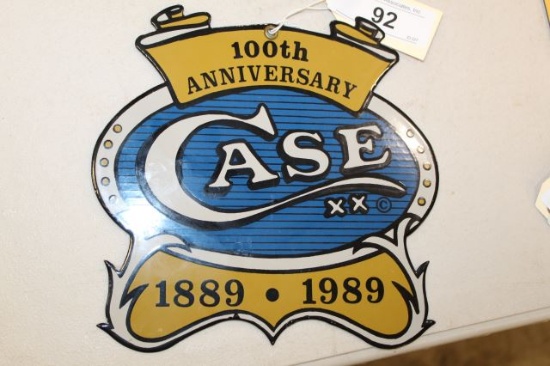 92
100th
ANNIVERSARY
CASE
XX ©
1889 • 1989